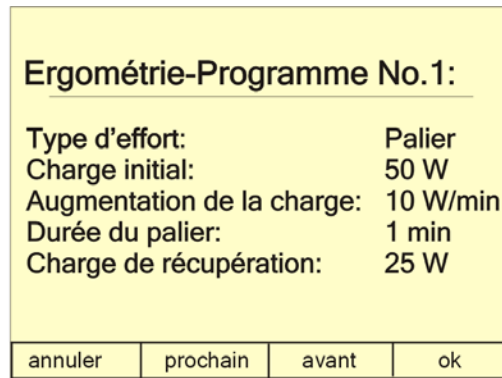 Ergométrie-Programme No.1:
Type d'effort: Palier
Charge initial: 50 W
Augmentation de la charge: 10 W/min
Durée du palier: 1 min
Charge de récupération: 25 W
annuler prochain avant ok